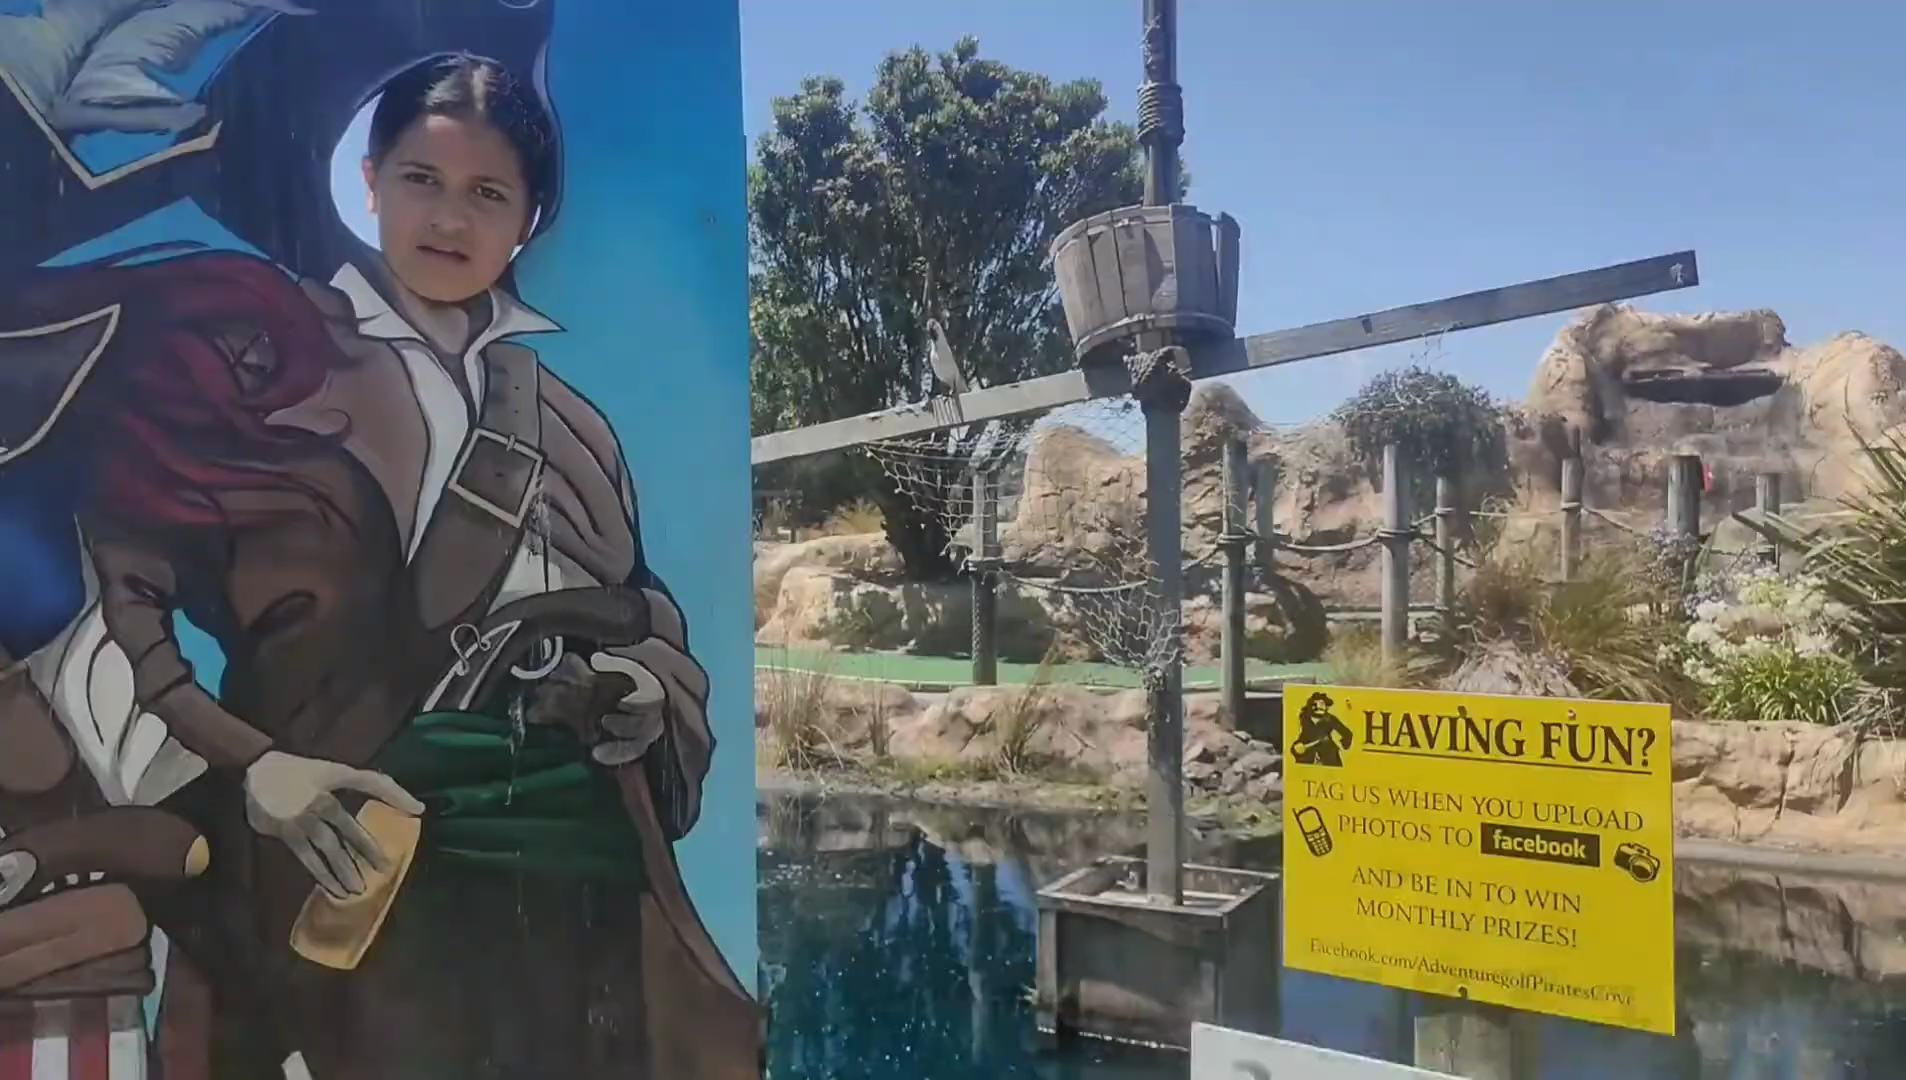 HAVING FUN?
TAG US WHEN YOU UPLOAD
PHOTOS TO facebook
AND BE IN TO WIN
MONTHLY PRIZES!
Facebook.com/AdventuregolfPiratesCove